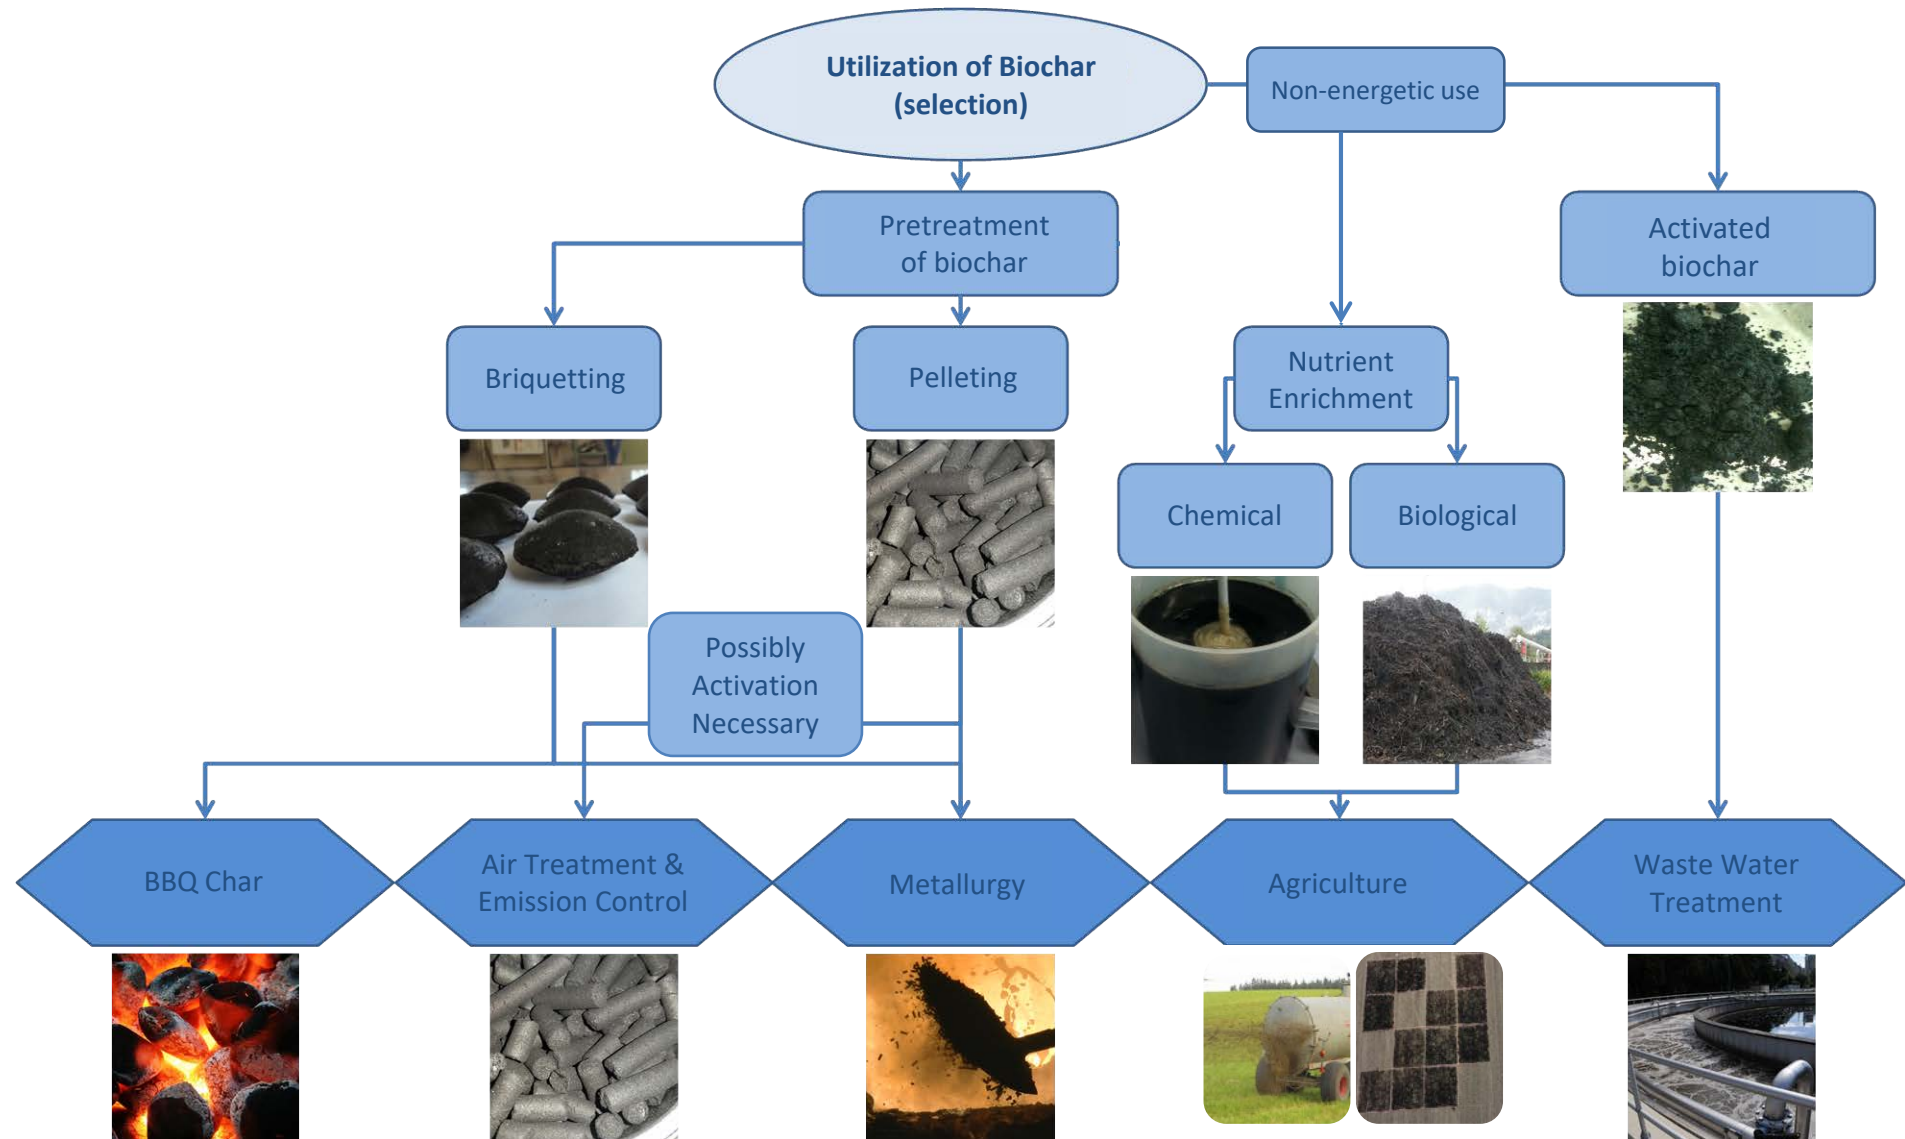 Utilization of Biochar
(selection)
Non-energetic use
Pretreatment
of biochar
Activated
biochar
Briquetting
Pelleting
Nutrient
Enrichment
Chemical
Biological
Possibly
Activation
Necessary
BBQ Char
Air Treatment &
Emission Control
Metallurgy
Agriculture
Waste Water
Treatment